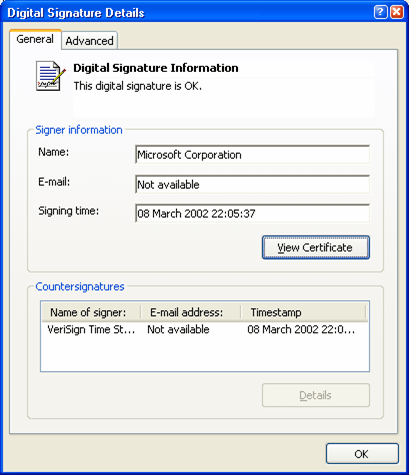 Digital Signature Details
General Advanced
Digital Signature Information
This digital signature is OK.
Signer information
Name: Microsoft Corporation
E-mail: Not available
Signing time: 08 March 2002 22:05:37
View Certificate
Countersignatures
Name of signer: E-mail address: Timestamp
VeriSign Time St... Not available 08 March 2002 22:0...
Details
OK